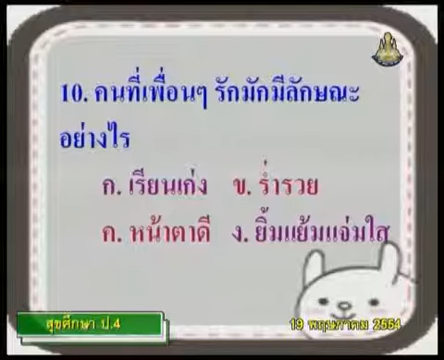 10. คนที่เพื่อนๆ รักมักมีลักษณะ
อย่างไร
ก. เรียนเก่ง ข. ร่ำรวย
ค. หน้าตาดี ง. ยิ้มแย้มแจ่มใส
สุขศึกษา ป.4
19 พฤษภาคม 2554